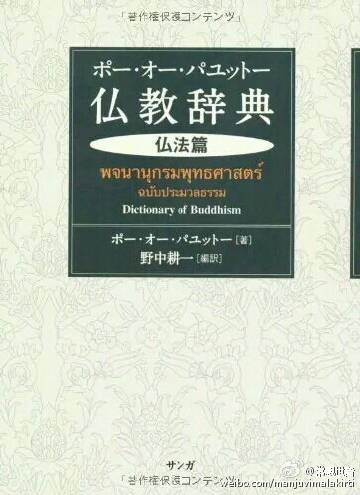 「著作権保護コンテンツ」
ポー・オー・パユットー
仏教辞典
仏法篇
พจนานุกรมพุทธศาสตร์
ฉบับประมวลธรรม
Dictionary of Buddhism
ポー・オー・パユットー［著］
野中耕一［編訳］
サンガ
weibo.com/manjuvimalakirti
「著作権保護コンテンツ」